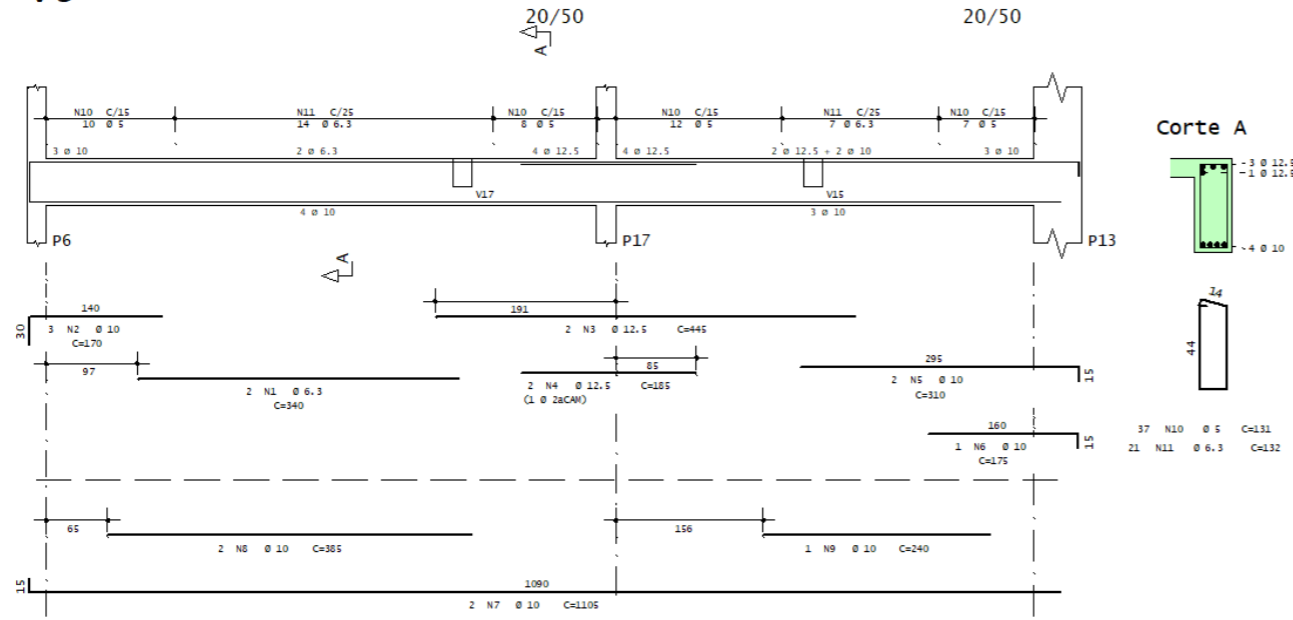 20/50 20/50
A
N10 C/15 N11 C/25 N10 C/15 N11 C/25 N10 C/15
10 Ø 5 14 Ø 6.3 8 Ø 5 12 Ø 5 7 Ø 6.3 7 Ø 5
Corte A
3 Ø 10 2 Ø 6.3 4 Ø 12.5 4 Ø 12.5 2 Ø 12.5 + 2 Ø 10 3 Ø 10
3 Ø 12.5
1 Ø 12.5
V17 V15
4 Ø 10 3 Ø 10
P6 P17 P13
4 Ø 10
A
14
140 191
30
3 N2 Ø 10 2 N3 Ø 12.5 C=445
C=170
44
97 85 295
15
2 N1 Ø 6.3 2 N4 Ø 12.5 C=185 2 N5 Ø 10
C=340 (1 Ø 2aCAM) C=310
160
15
1 N6 Ø 10
C=175
37 N10 Ø 5 C=131
21 N11 Ø 6.3 C=132
65 156
2 N8 Ø 10 C=385 1 N9 Ø 10 C=240
1090
15
2 N7 Ø 10 C=1105